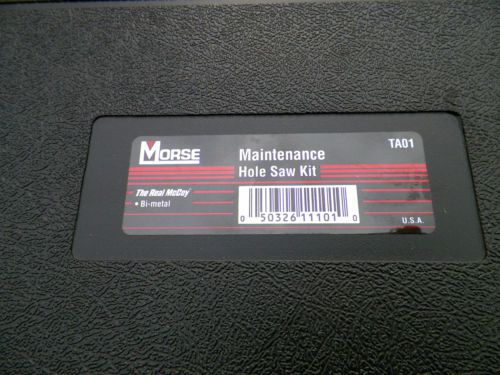 MORSE
The Real McCoy
• Bi-metal
Maintenance
Hole Saw Kit
TA01
0 50326 11101 0
U.S.A.